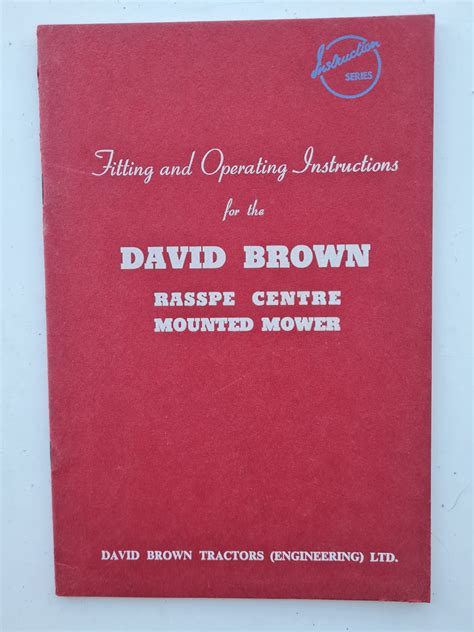 Instruction
SERIES
Fitting and Operating Instructions
for the
DAVID BROWN
RASSPE CENTRE
MOUNTED MOWER
DAVID BROWN TRACTORS (ENGINEERING) LTD.